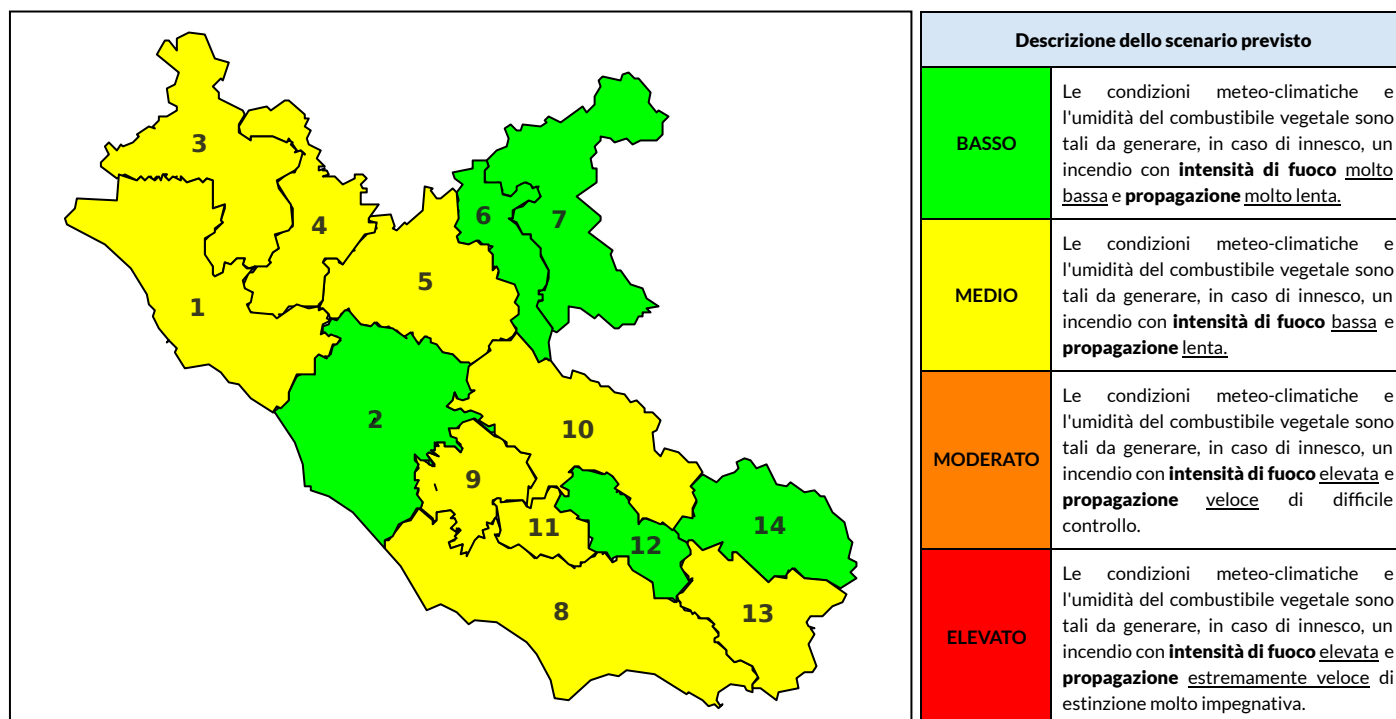 3
4
6
7
5
1
2
10
9
11
12
14
8
13
Descrizione dello scenario previsto
BASSO
Le condizioni meteo-climatiche e
l'umidità del combustibile vegetale sono
tali da generare, in caso di innesco, un
incendio con intensità di fuoco molto
bassa e propagazione molto lenta.
MEDIO
Le condizioni meteo-climatiche e
l'umidità del combustibile vegetale sono
tali da generare, in caso di innesco, un
incendio con intensità di fuoco bassa e
propagazione lenta.
MODERATO
Le condizioni meteo-climatiche e
l'umidità del combustibile vegetale sono
tali da generare, in caso di innesco, un
incendio con intensità di fuoco elevata e
propagazione veloce di difficile
controllo.
ELEVATO
Le condizioni meteo-climatiche e
l'umidità del combustibile vegetale sono
tali da generare, in caso di innesco, un
incendio con intensità di fuoco elevata e
propagazione estremamente veloce di
estinzione molto impegnativa.